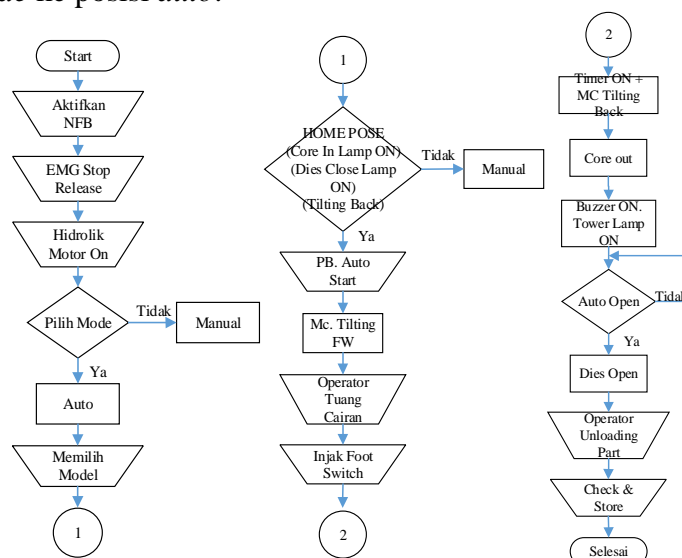 ke posisi auto.
Start
Aktifkan
NFB
EMG Stop
Release
Hidrolik
Motor On
Pilih Mode
Tidak
Manual
Ya
Auto
Memilih
Model
1
1
HOME POSE
(Core In Lamp ON)
(Dies Close Lamp
ON)
(Tilting Back)
Tidak
Manual
Ya
PB. Auto
Start
Mc. Tilting
FW
Operator
Tuang
Cairan
Injak Foot
Switch
2
2
Timer ON +
MC Tilting
Back
Core out
Buzzer ON.
Tower Lamp
ON
Auto Open
Tidak
Ya
Dies Open
Operator
Unloading
Part
Check &
Store
Selesai